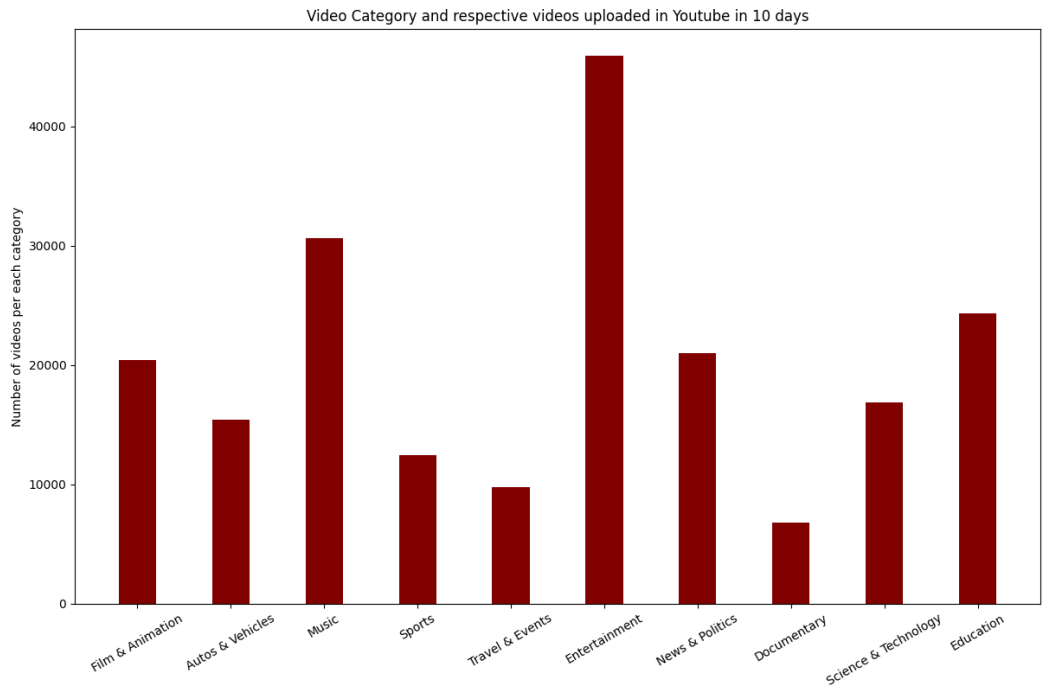 Video Category and respective videos uploaded in Youtube in 10 days
Number of videos per each category
40000
30000
20000
10000
0
Film & Animation
Autos & Vehicles
Music
Sports
Travel & Events
Entertainment
News & Politics
Documentary
Science & Technology
Education